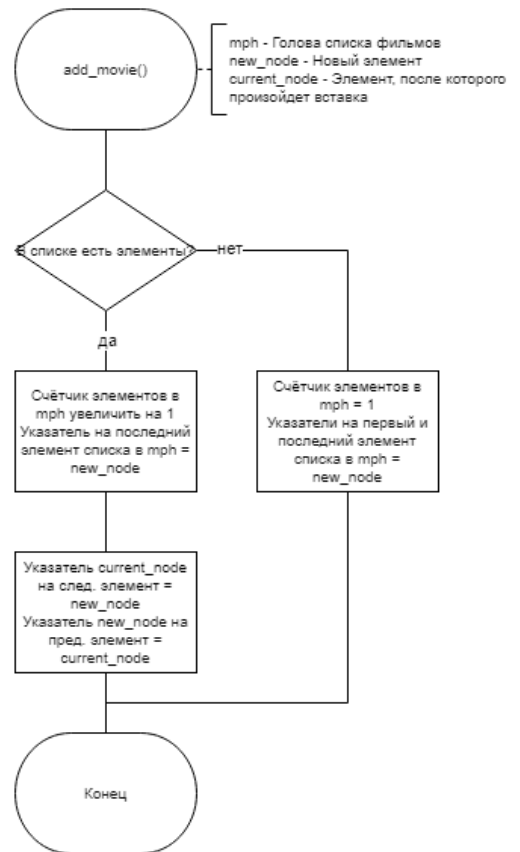 add_movie()
mph - Голова списка фильмов
new_node - Новый элемент
current_node - Элемент, после которого
произойдет вставка
В списке есть элементы?
нет
да
Счётчик элементов в
mph увеличить на 1
Указатель на последний
элемент списка в mph =
new_node
Счётчик элементов в
mph = 1
Указатели на первый и
последний элемент
списка в mph =
new_node
Указатель current_node
на след. элемент =
new_node
Указатель new_node на
пред. элемент =
current_node
Конец